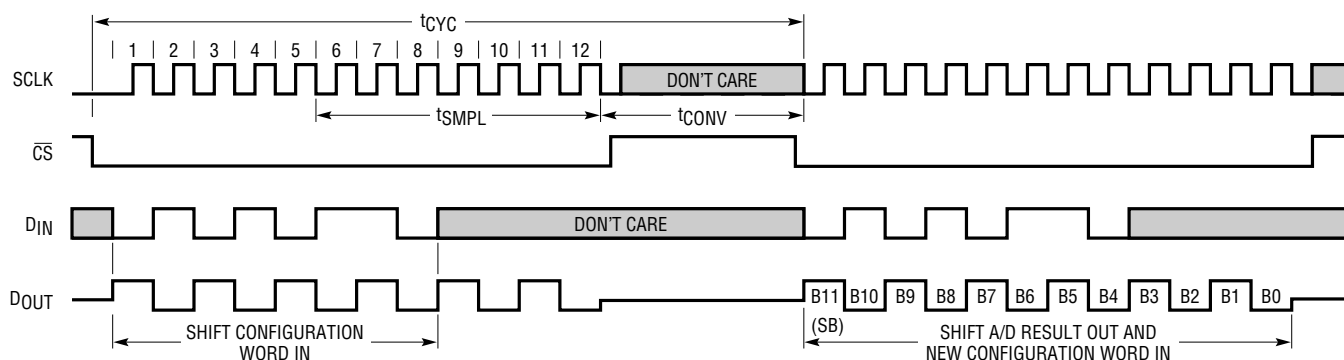 tCYC
1 2 3 4 5 6 7 8 9 10 11 12
SCLK
DON'T CARE
tSMPL
tCONV
CS
DIN
DON'T CARE
DOUT
B11 B10 B9 B8 B7 B6 B5 B4 B3 B2 B1 B0
(SB)
SHIFT CONFIGURATION
WORD IN
SHIFT A/D RESULT OUT AND
NEW CONFIGURATION WORD IN